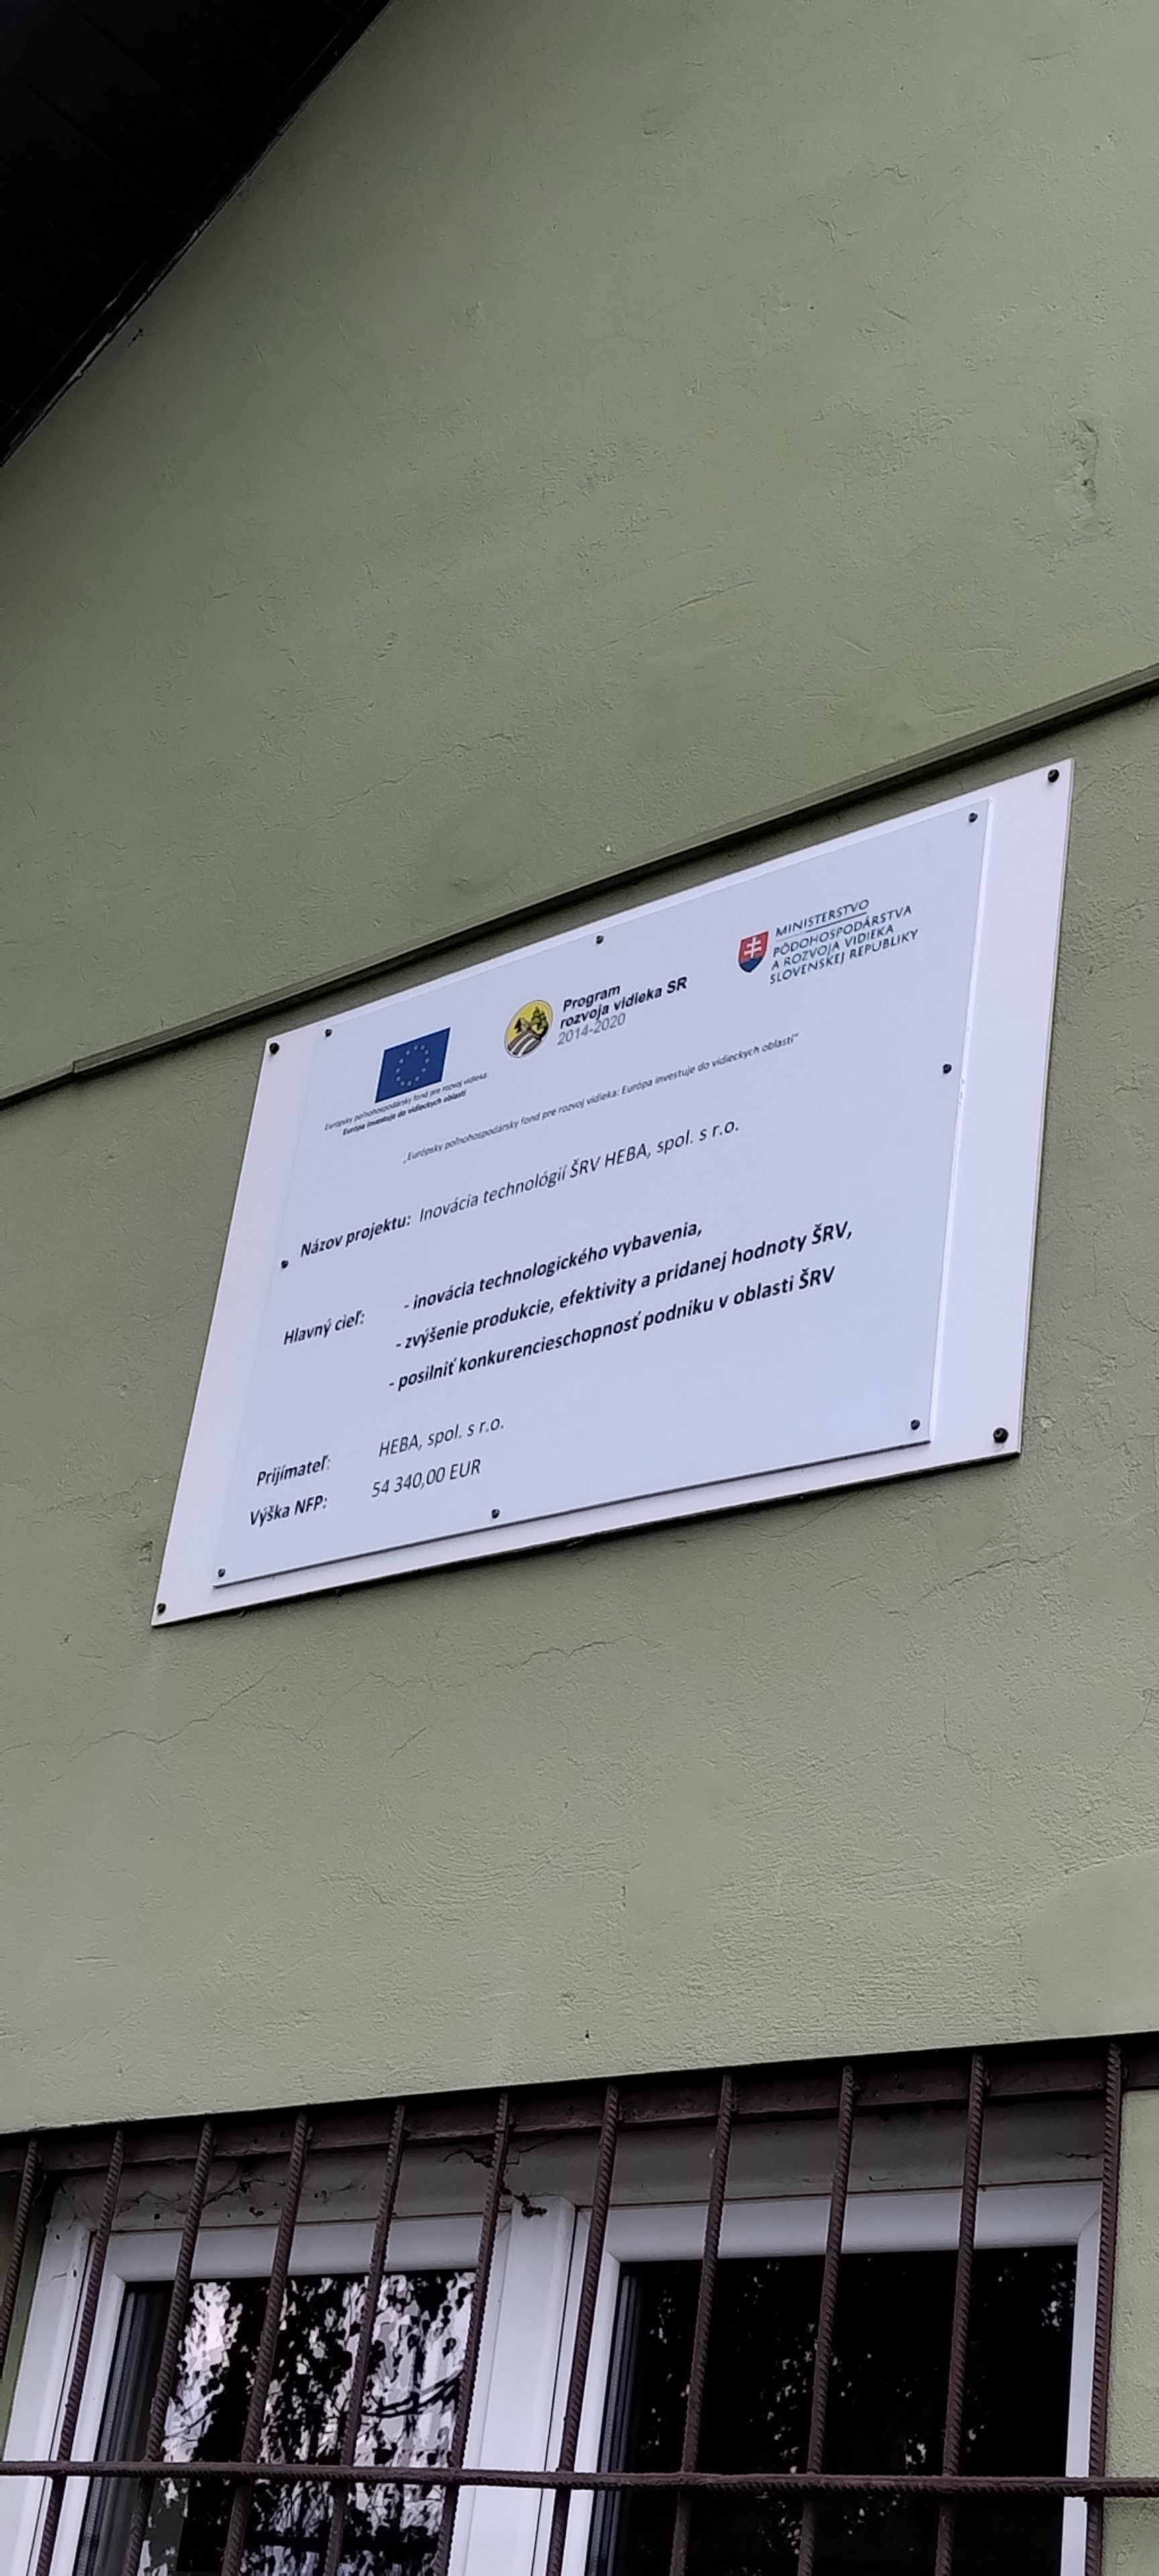 Európsky poľnohospodársky fond pre rozvoj vidieka:
Európa investuje do vidieckych oblastí
Program
rozvoja vidieka SR
2014-2020
MINISTERSTVO
PÔDOHOSPODÁRSTVA
A ROZVOJA VIDIEKA
SLOVENSKEJ REPUBLIKY
„Európsky poľnohospodársky fond pre rozvoj vidieka: Európa investuje do vidieckych oblastí"
Názov projektu: Inovácia technológií ŠRV HEBA, spol. s r.o.
Hlavný cieľ: - inovácia technologického vybavenia,
- zvýšenie produkcie, efektivity a pridanej hodnoty ŠRV,
- posilniť konkurencieschopnosť podniku v oblasti ŠRV
Prijímateľ: HEBA, spol. s r.o.
Výška NFP: 54 340,00 EUR